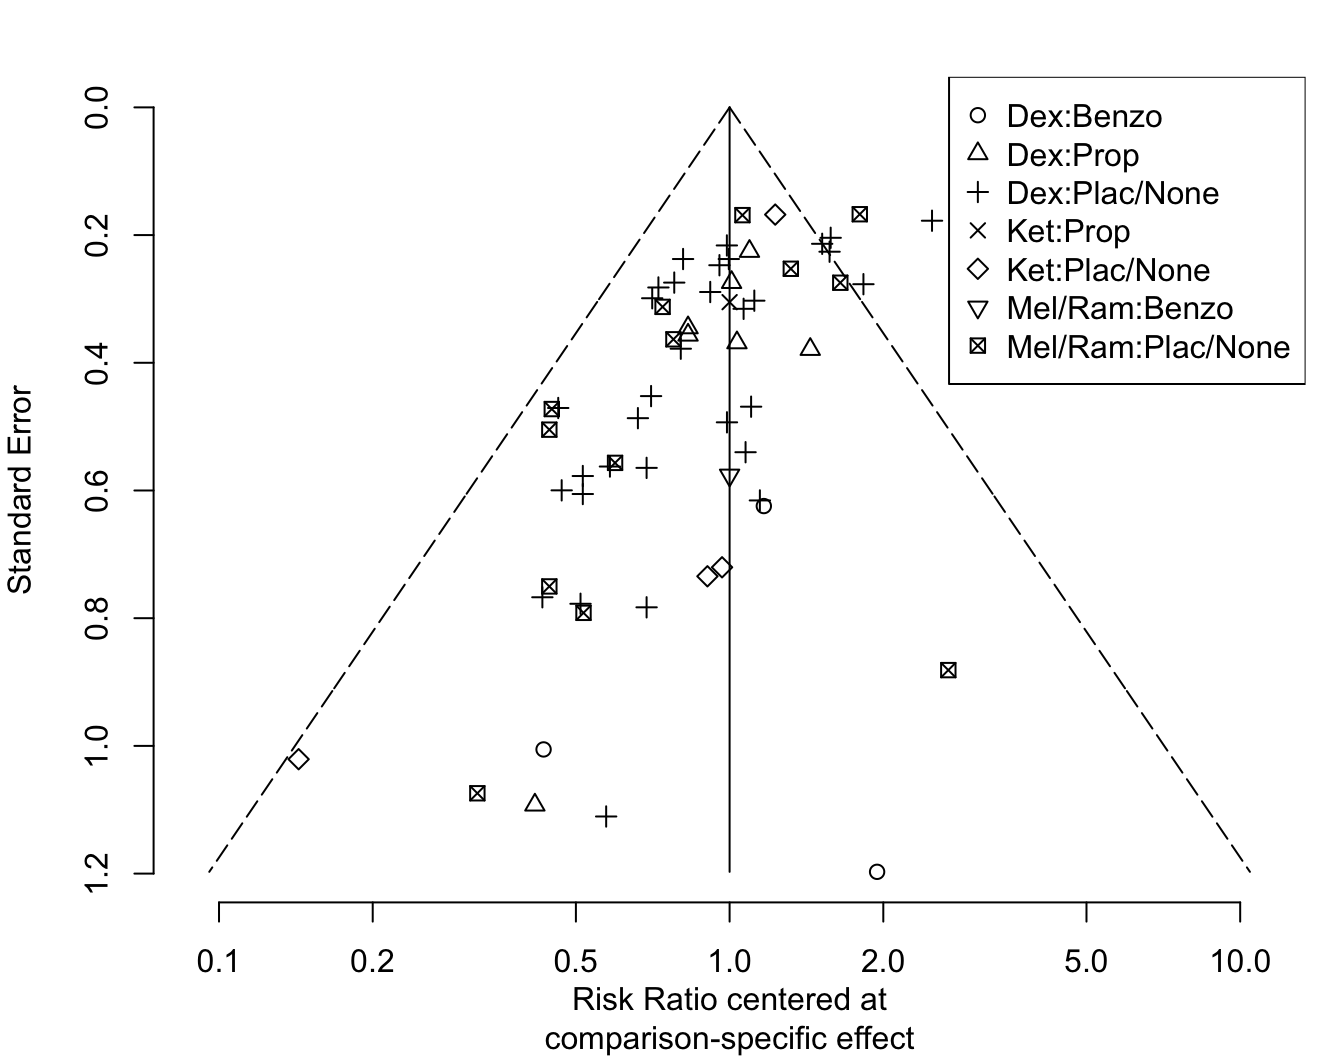 Dex:Benzo
Dex:Prop
Dex:Plac/None
Ket:Prop
Ket:Plac/None
Mel/Ram:Benzo
Mel/Ram:Plac/None
Standard Error
0.0
0.2
0.4
0.6
0.8
1.0
1.2
0.1 0.2 0.5 1.0 2.0 5.0 10.0
Risk Ratio centered at
comparison-specific effect